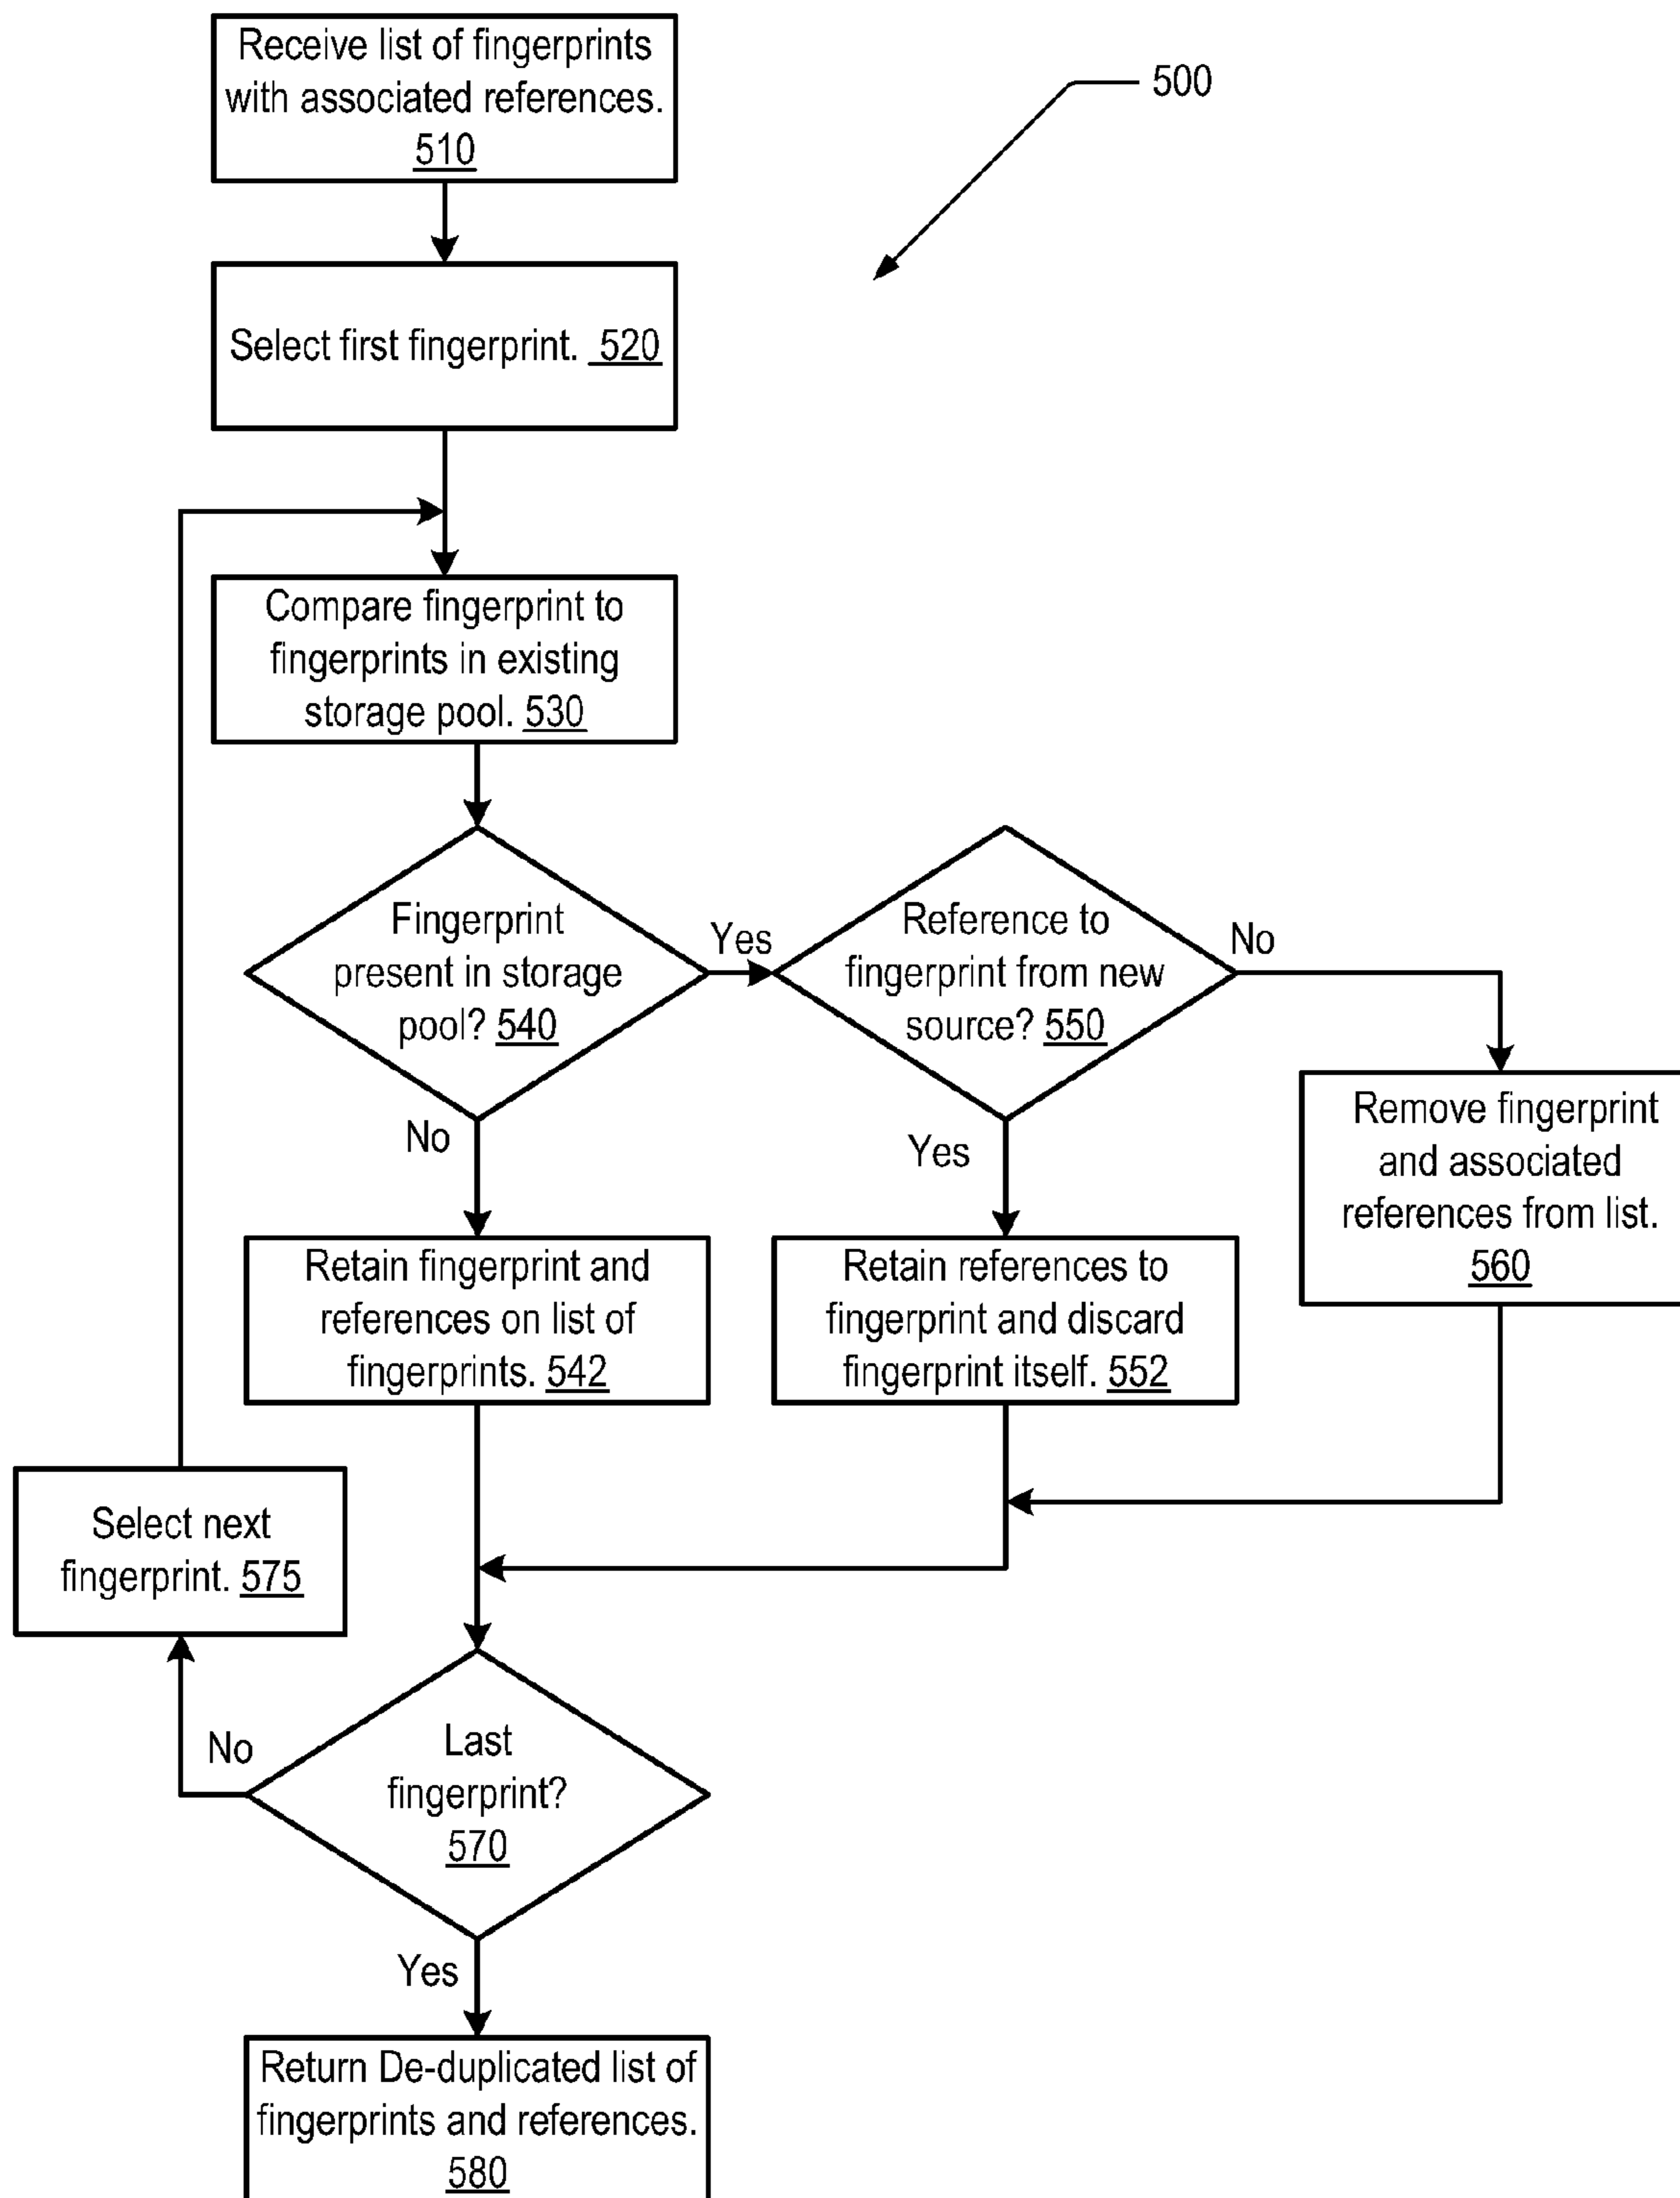 Receive list of fingerprints
with associated references.
510
500
Select first fingerprint. 520
Compare fingerprint to
fingerprints in existing
storage pool. 530
Fingerprint
present in storage
pool? 540
Yes
No
Reference to
fingerprint from new
source? 550
No
Yes
Remove fingerprint
and associated
references from list.
560
Retain fingerprint and
references on list of
fingerprints. 542
Retain references to
fingerprint and discard
fingerprint itself. 552
Select next
fingerprint. 575
No
Last
fingerprint?
570
Yes
Return De-duplicated list of
fingerprints and references.
580